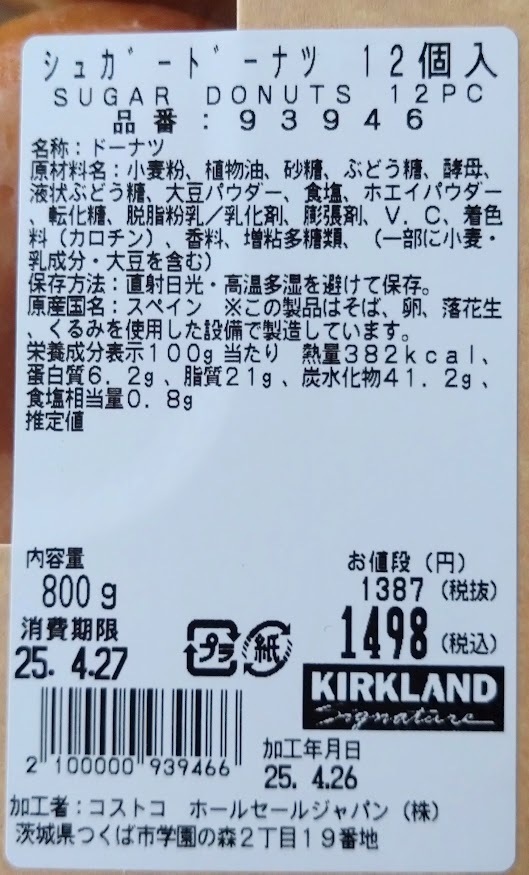 シュガードーナツ 12個入
SUGAR DONUTS 12PC
品番:93946
名称:ドーナツ
原材料名:小麦粉、植物油、砂糖、ぶどう糖、酵母、
液状ぶどう糖、大豆パウダー、食塩、ホエイパウダー
、転化糖、脱脂粉乳/乳化剤、膨張剤、V.C、着色
料(カロチン)、香料、増粘多糖類、(一部に小麦・
乳成分・大豆を含む)
保存方法:直射日光・高温多湿を避けて保存。
原産国名:スペイン ※この製品はそば、卵、落花生
、くるみを使用した設備で製造しています。
栄養成分表示100g当たり 熱量382kcal、
蛋白質6.2g、脂質21g、炭水化物41.2g、
食塩相当量0.8g
推定値
内容量
800g
消費期限
25. 4.27
プラ 紙
お値段(円)
1387(税抜)
1498(税込)
KIRKLAND
Signature
2 100000 939466
加工年月日
25. 4.26
加工者:コストコ ホールセールジャパン(株)
茨城県つくば市学園の森2丁目19番地